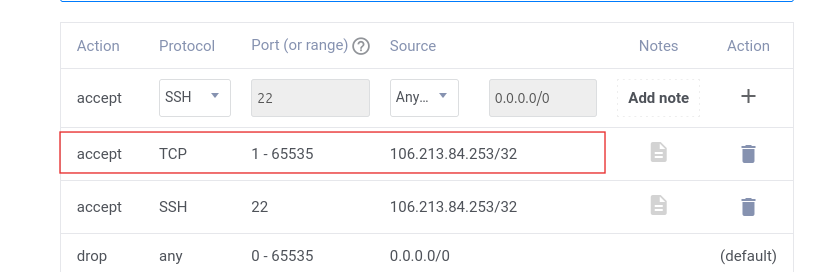 Action Protocol Port (or range) ? Source Notes Action
accept SSH 22 Any... 0.0.0.0/0 Add note +
accept TCP 1 - 65535 106.213.84.253/32
accept SSH 22 106.213.84.253/32
drop any 0 - 65535 0.0.0.0/0 (default)